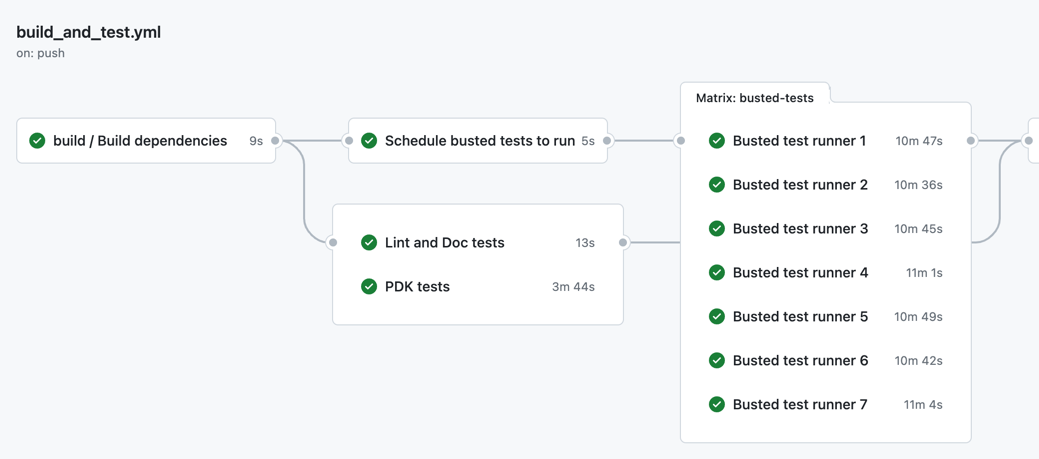 build_and_test.yml
on: push
build / Build dependencies 9s
Schedule busted tests to run 5s
Lint and Doc tests 13s
PDK tests 3m 44s
Matrix: busted-tests
Busted test runner 1 10m 47s
Busted test runner 2 10m 36s
Busted test runner 3 10m 45s
Busted test runner 4 11m 1s
Busted test runner 5 10m 49s
Busted test runner 6 10m 42s
Busted test runner 7 11m 4s